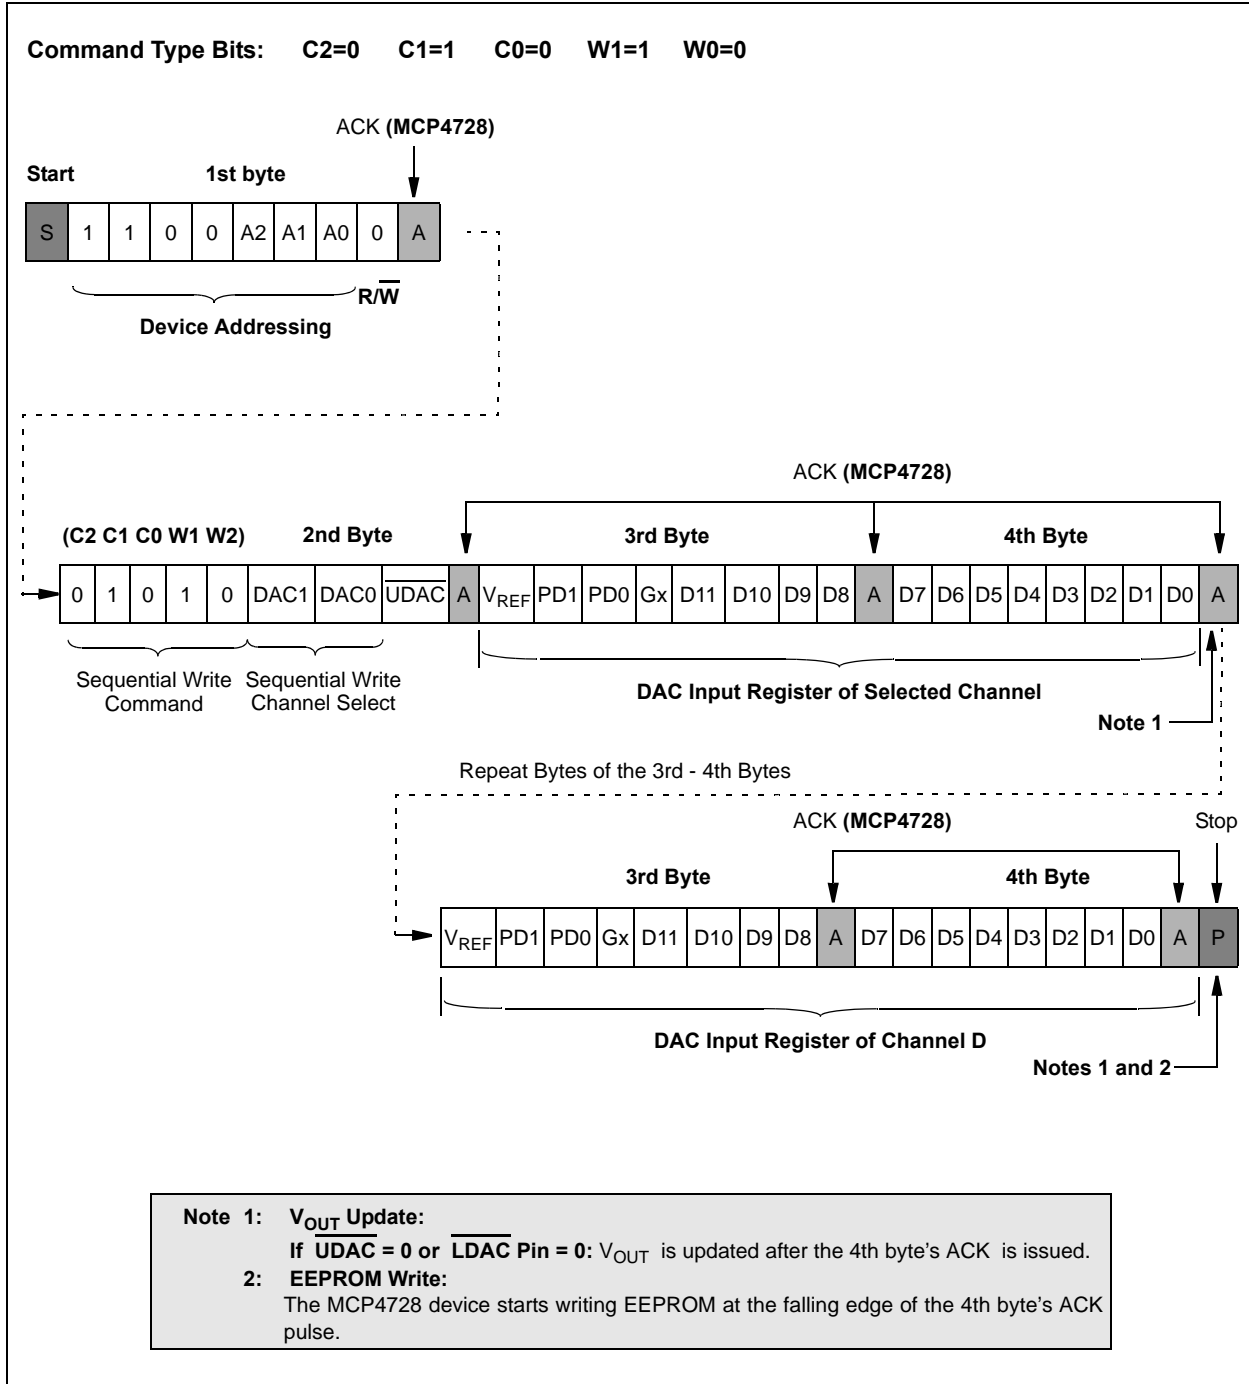 Command Type Bits: C2=0 C1=1 C0=0 W1=1 W0=0
ACK (MCP4728)
Start 1st byte
S 1 1 0 0 A2 A1 A0 0 A
R/W̅
Device Addressing
ACK (MCP4728)
(C2 C1 C0 W1 W2) 2nd Byte 3rd Byte 4th Byte
0 1 0 1 0 DAC1 DAC0 U̅D̅A̅C̅ A VREF PD1 PD0 Gx D11 D10 D9 D8 A D7 D6 D5 D4 D3 D2 D1 D0 A
Sequential Write
Command
Sequential Write
Channel Select
DAC Input Register of Selected Channel
Note 1
Repeat Bytes of the 3rd - 4th Bytes
ACK (MCP4728) Stop
3rd Byte 4th Byte
VREF PD1 PD0 Gx D11 D10 D9 D8 A D7 D6 D5 D4 D3 D2 D1 D0 A P
DAC Input Register of Channel D
Notes 1 and 2
Note 1: VOUT Update:
If U̅D̅A̅C̅ = 0 or L̅D̅A̅C̅ Pin = 0: VOUT is updated after the 4th byte's ACK is issued.
2: EEPROM Write:
The MCP4728 device starts writing EEPROM at the falling edge of the 4th byte's ACK
pulse.